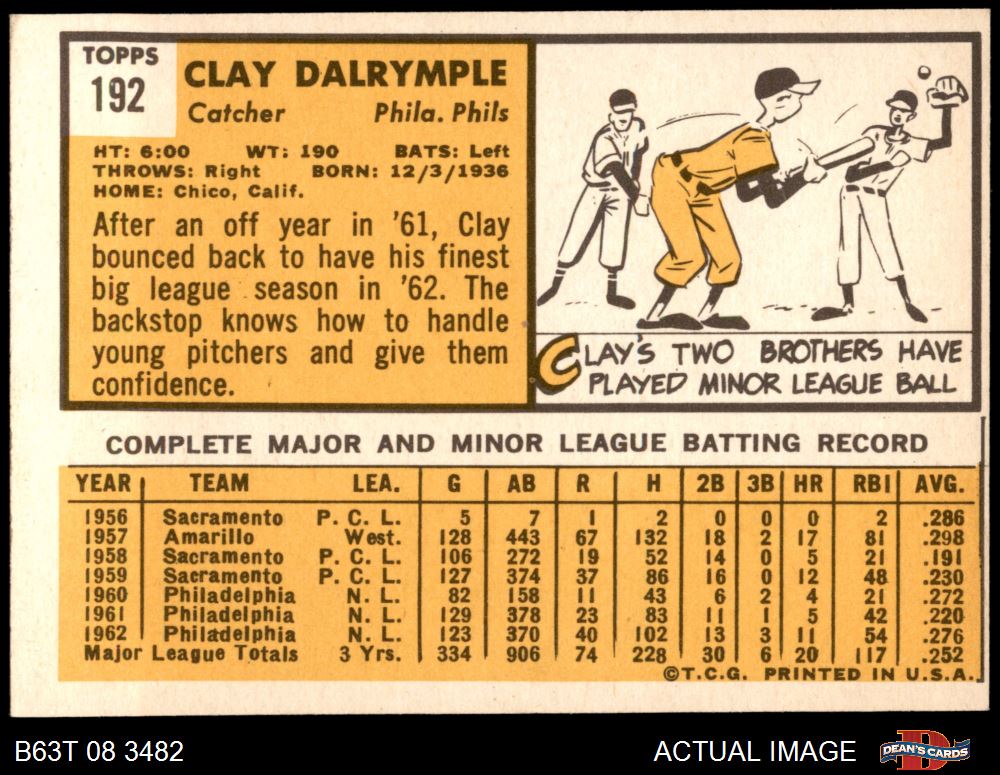 TOPPS
192
CLAY DALRYMPLE
Catcher Phila. Phils
HT: 6:00 WT: 190 BATS: Left
THROWS: Right BORN: 12/3/1936
HOME: Chico, Calif.
After an off year in '61, Clay
bounced back to have his finest
big league season in '62. The
backstop knows how to handle
young pitchers and give them
confidence.
CLAY'S TWO BROTHERS HAVE
PLAYED MINOR LEAGUE BALL
COMPLETE MAJOR AND MINOR LEAGUE BATTING RECORD
YEAR TEAM LEA. G AB R H 2B 3B HR RBI AVG.
1956 Sacramento P. C. L. 5 7 1 2 0 0 0 2 .286
1957 Amarillo West. 128 443 67 132 18 2 17 81 .298
1958 Sacramento P. C. L. 106 272 19 52 14 0 5 21 .191
1959 Sacramento P. C. L. 127 374 37 86 16 0 12 48 .230
1960 Philadelphia N. L. 82 158 11 43 6 2 4 21 .272
1961 Philadelphia N. L. 129 378 23 83 11 1 5 42 .220
1962 Philadelphia N. L. 123 370 40 102 13 3 11 54 .276
Major League Totals 3 Yrs. 334 906 74 228 30 6 20 117 .252
©T.C.G. PRINTED IN U.S.A.
B63T 08 3482 ACTUAL IMAGE DEAN'S CARDS